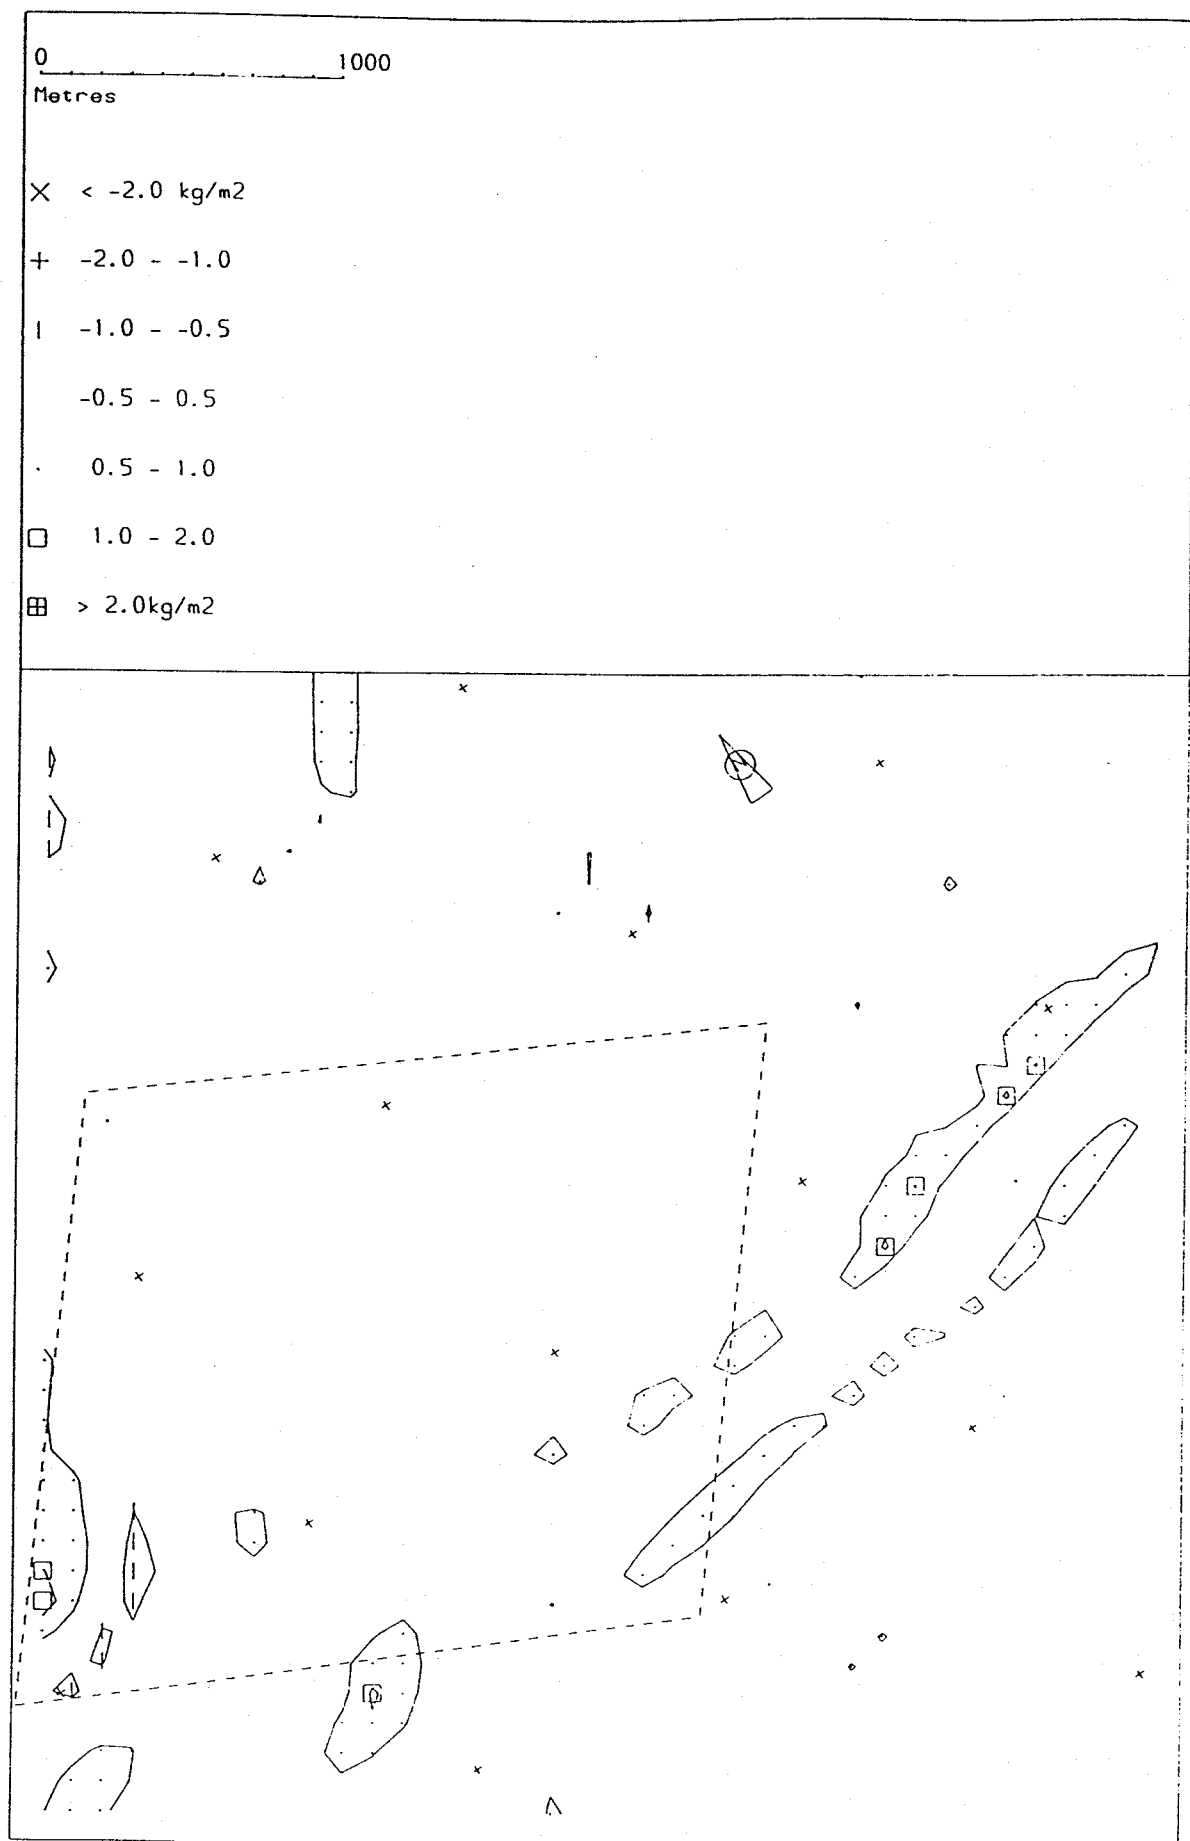 0 1000
Metres
× < -2.0 kg/m2
+ -2.0 - -1.0
| -1.0 - -0.5
-0.5 - 0.5
. 0.5 - 1.0
□ 1.0 - 2.0
⊞ > 2.0kg/m2
N